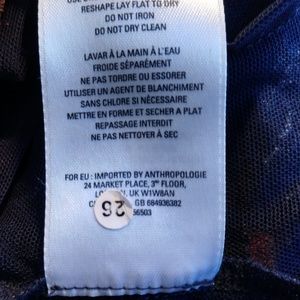 RESHAPE LAY FLAT TO DRY
DO NOT IRON
DO NOT DRY CLEAN
LAVAR À LA MAIN À L'EAU
FROIDE SÉPARÉMENT
NE PAS TORDRE OU ESSORER
UTILISER UN AGENT DE BLANCHIMENT
SANS CHLORE SI NÉCESSAIRE
METTRE EN FORME ET SECHER A PLAT
REPASSAGE INTERDIT
NE PAS NETTOYER À SEC
FOR EU: IMPORTED BY ANTHROPOLOGIE
24 MARKET PLACE, 3RD FLOOR,
UK W1W8AN
GB 684936382
56503
26